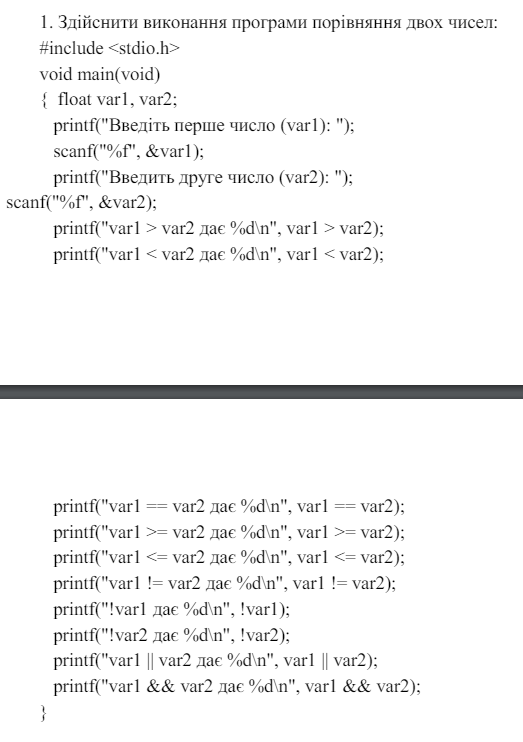 1. Здійснити виконання програми порівняння двох чисел:
#include <stdio.h>
void main(void)
{ float var1, var2;
printf("Введіть перше число (var1): ");
scanf("%f", &var1);
printf("Введить друге число (var2): ");
scanf("%f", &var2);
printf("var1 > var2 дає %d\n", var1 > var2);
printf("var1 < var2 дає %d\n", var1 < var2);
printf("var1 == var2 дає %d\n", var1 == var2);
printf("var1 >= var2 дає %d\n", var1 >= var2);
printf("var1 <= var2 дає %d\n", var1 <= var2);
printf("var1 != var2 дає %d\n", var1 != var2);
printf("!var1 дає %d\n", !var1);
printf("!var2 дає %d\n", !var2);
printf("var1 || var2 дає %d\n", var1 || var2);
printf("var1 && var2 дає %d\n", var1 && var2);
}